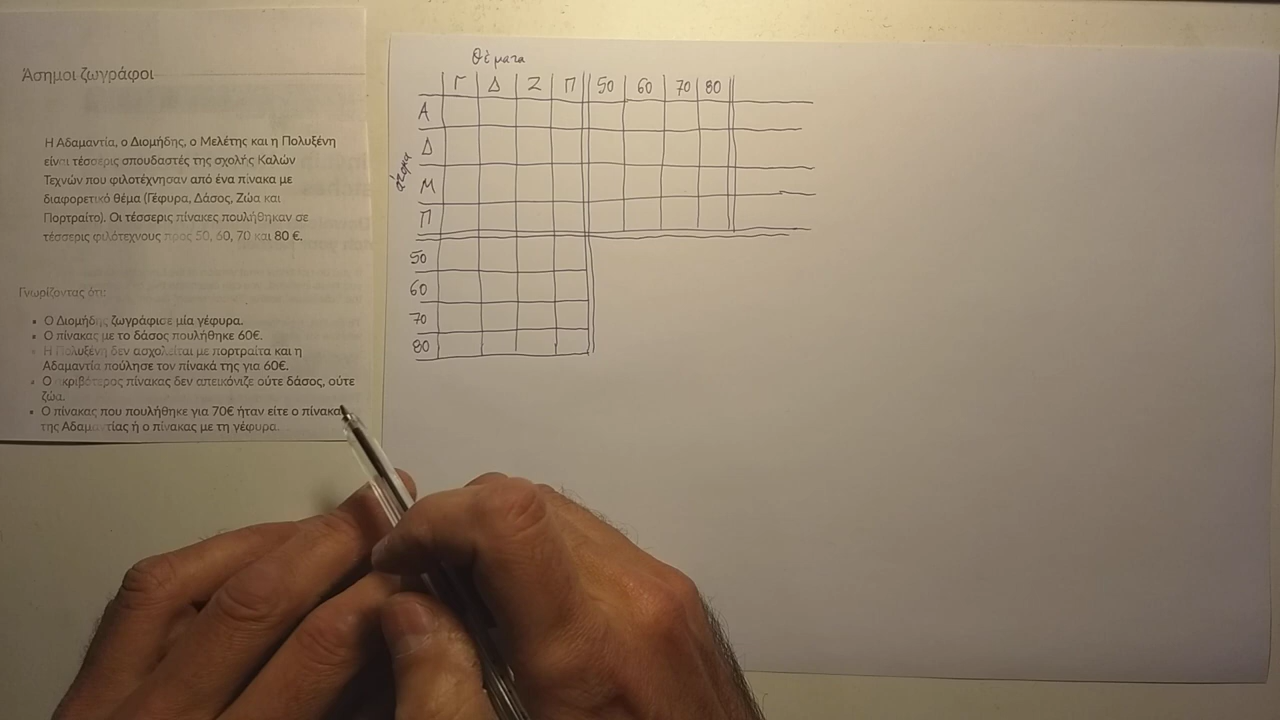 Άσημοι ζωγράφοι
Η Αδαμαντία, ο Διομήδης, ο Μελέτης και η Πολυξένη
είναι τέσσερις σπουδαστές της σχολής Καλών
Τεχνών που φιλοτέχνησαν από ένα πίνακα με
διαφορετικό θέμα (Γέφυρα, Δάσος, Ζώα και
Πορτραίτο). Οι τέσσερις πίνακες πουλήθηκαν σε
τέσσερις φιλότεχνους προς 50, 60, 70 και 80 €.
Γνωρίζοντας ότι:
▪ Ο Διομήδης ζωγράφισε μία γέφυρα.
▪ Ο πίνακας με το δάσος πουλήθηκε 60€.
▪ Η Πολυξένη δεν ασχολείται με πορτραίτα και η
Αδαμαντία πούλησε τον πίνακά της για 60€.
▪ Ο ακριβότερος πίνακας δεν απεικόνιζε ούτε δάσος, ούτε
ζώα.
▪ Ο πίνακας που πουλήθηκε για 70€ ήταν είτε ο πίνακας
της Αδαμαντίας ή ο πίνακας με τη γέφυρα.
Θέματα
Γ Δ Ζ Π 50 60 70 80
άτομα
Α
Δ
Μ
Π
50
60
70
80